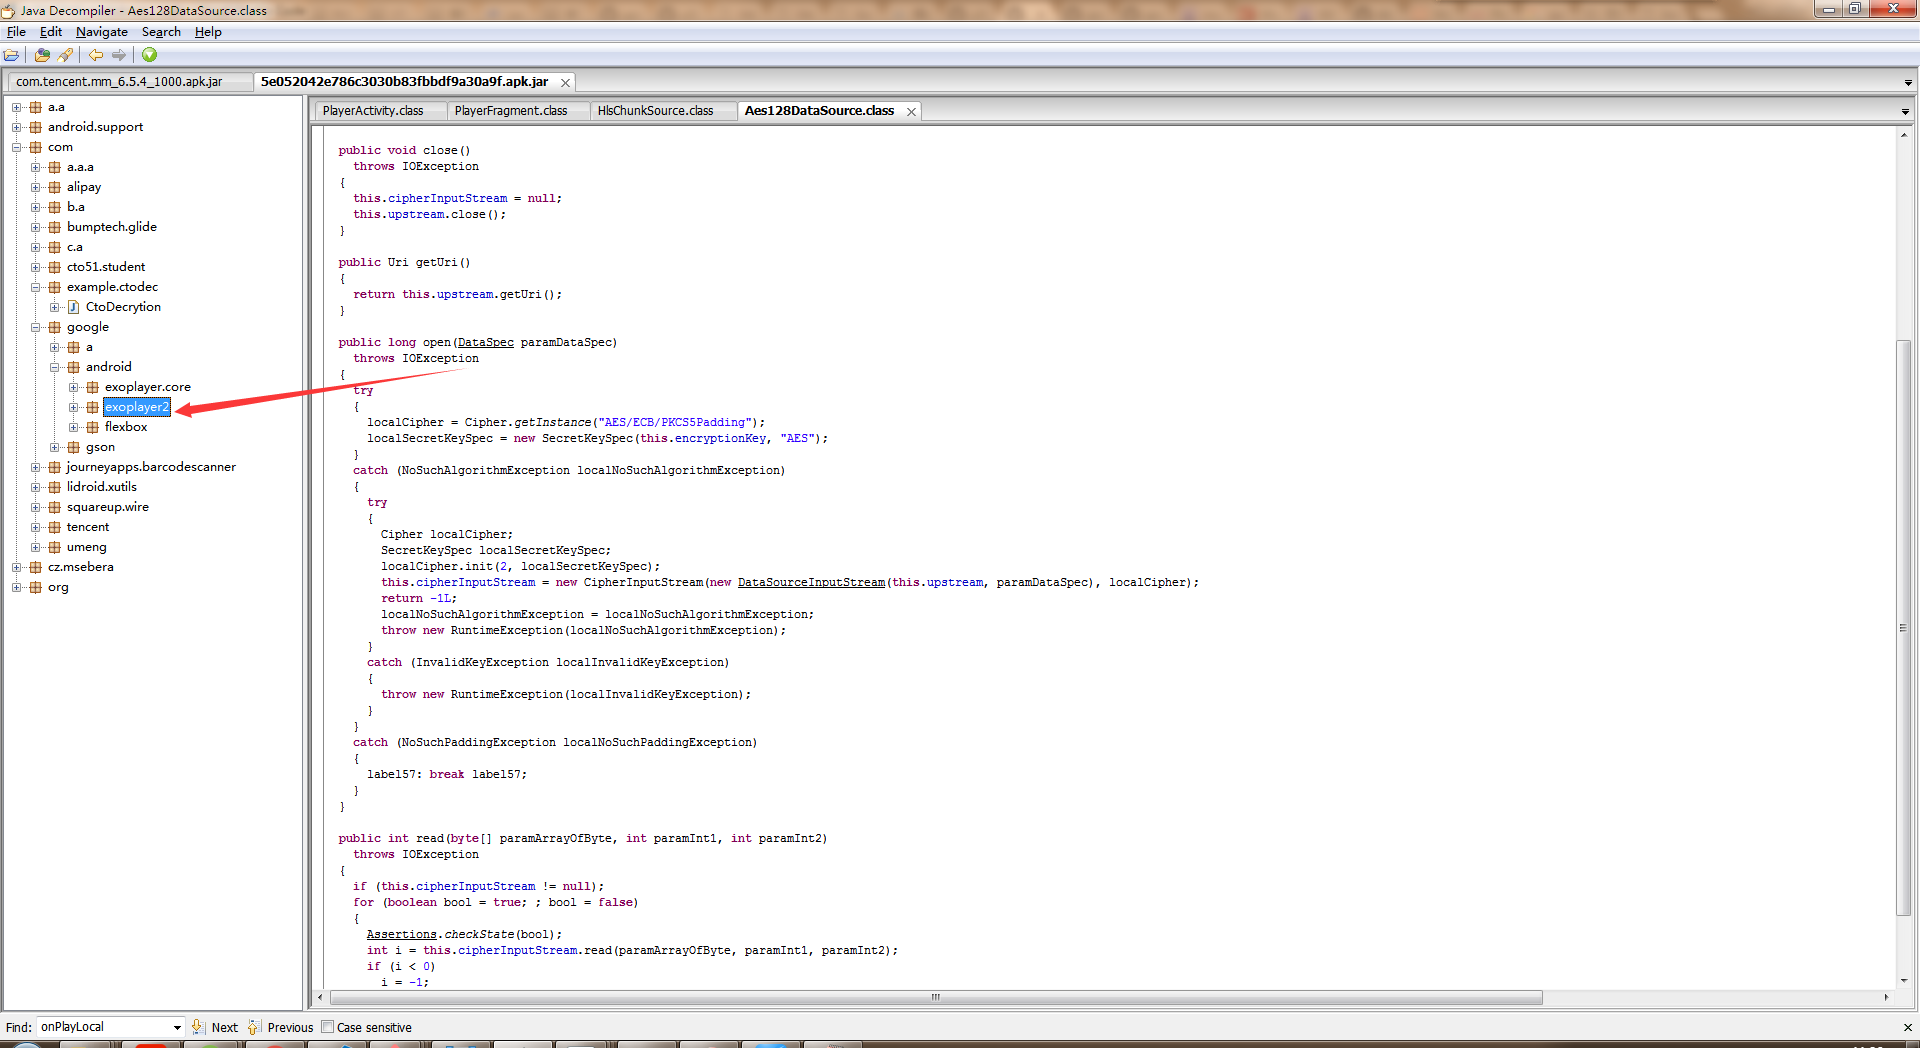 Java Decompiler - Aes128DataSource.class
File Edit Navigate Search Help
com.tencent.mm_6.5.4_1000.apk.jar
5e052042e786c3030b83fbbdf9a30a9f.apk.jar
a.a
android.support
com
a.a.a
alipay
b.a
bumptech.glide
c.a
cto51.student
example.ctodec
CtoDecrytion
google
a
android
exoplayer.core
exoplayer2
flexbox
gson
journeyapps.barcodescanner
lidroid.xutils
squareup.wire
tencent
umeng
cz.msebera
org
PlayerActivity.class
PlayerFragment.class
HlsChunkSource.class
Aes128DataSource.class
public void close()
throws IOException
{
this.cipherInputStream = null;
this.upstream.close();
}
public Uri getUri()
{
return this.upstream.getUri();
}
public long open(DataSpec paramDataSpec)
throws IOException
{
try
{
localCipher = Cipher.getInstance("AES/ECB/PKCS5Padding");
localSecretKeySpec = new SecretKeySpec(this.encryptionKey, "AES");
}
catch (NoSuchAlgorithmException localNoSuchAlgorithmException)
{
try
{
Cipher localCipher;
SecretKeySpec localSecretKeySpec;
localCipher.init(2, localSecretKeySpec);
this.cipherInputStream = new CipherInputStream(new DataSourceInputStream(this.upstream, paramDataSpec), localCipher);
return -1L;
localNoSuchAlgorithmException = localNoSuchAlgorithmException;
throw new RuntimeException(localNoSuchAlgorithmException);
}
catch (InvalidKeyException localInvalidKeyException)
{
throw new RuntimeException(localInvalidKeyException);
}
}
catch (NoSuchPaddingException localNoSuchPaddingException)
{
label57: break label57;
}
}
public int read(byte[] paramArrayOfByte, int paramInt1, int paramInt2)
throws IOException
{
if (this.cipherInputStream != null);
for (boolean bool = true; ; bool = false)
{
Assertions.checkState(bool);
int i = this.cipherInputStream.read(paramArrayOfByte, paramInt1, paramInt2);
if (i < 0)
i = -1;
Find: onPlayLocal Next Previous Case sensitive